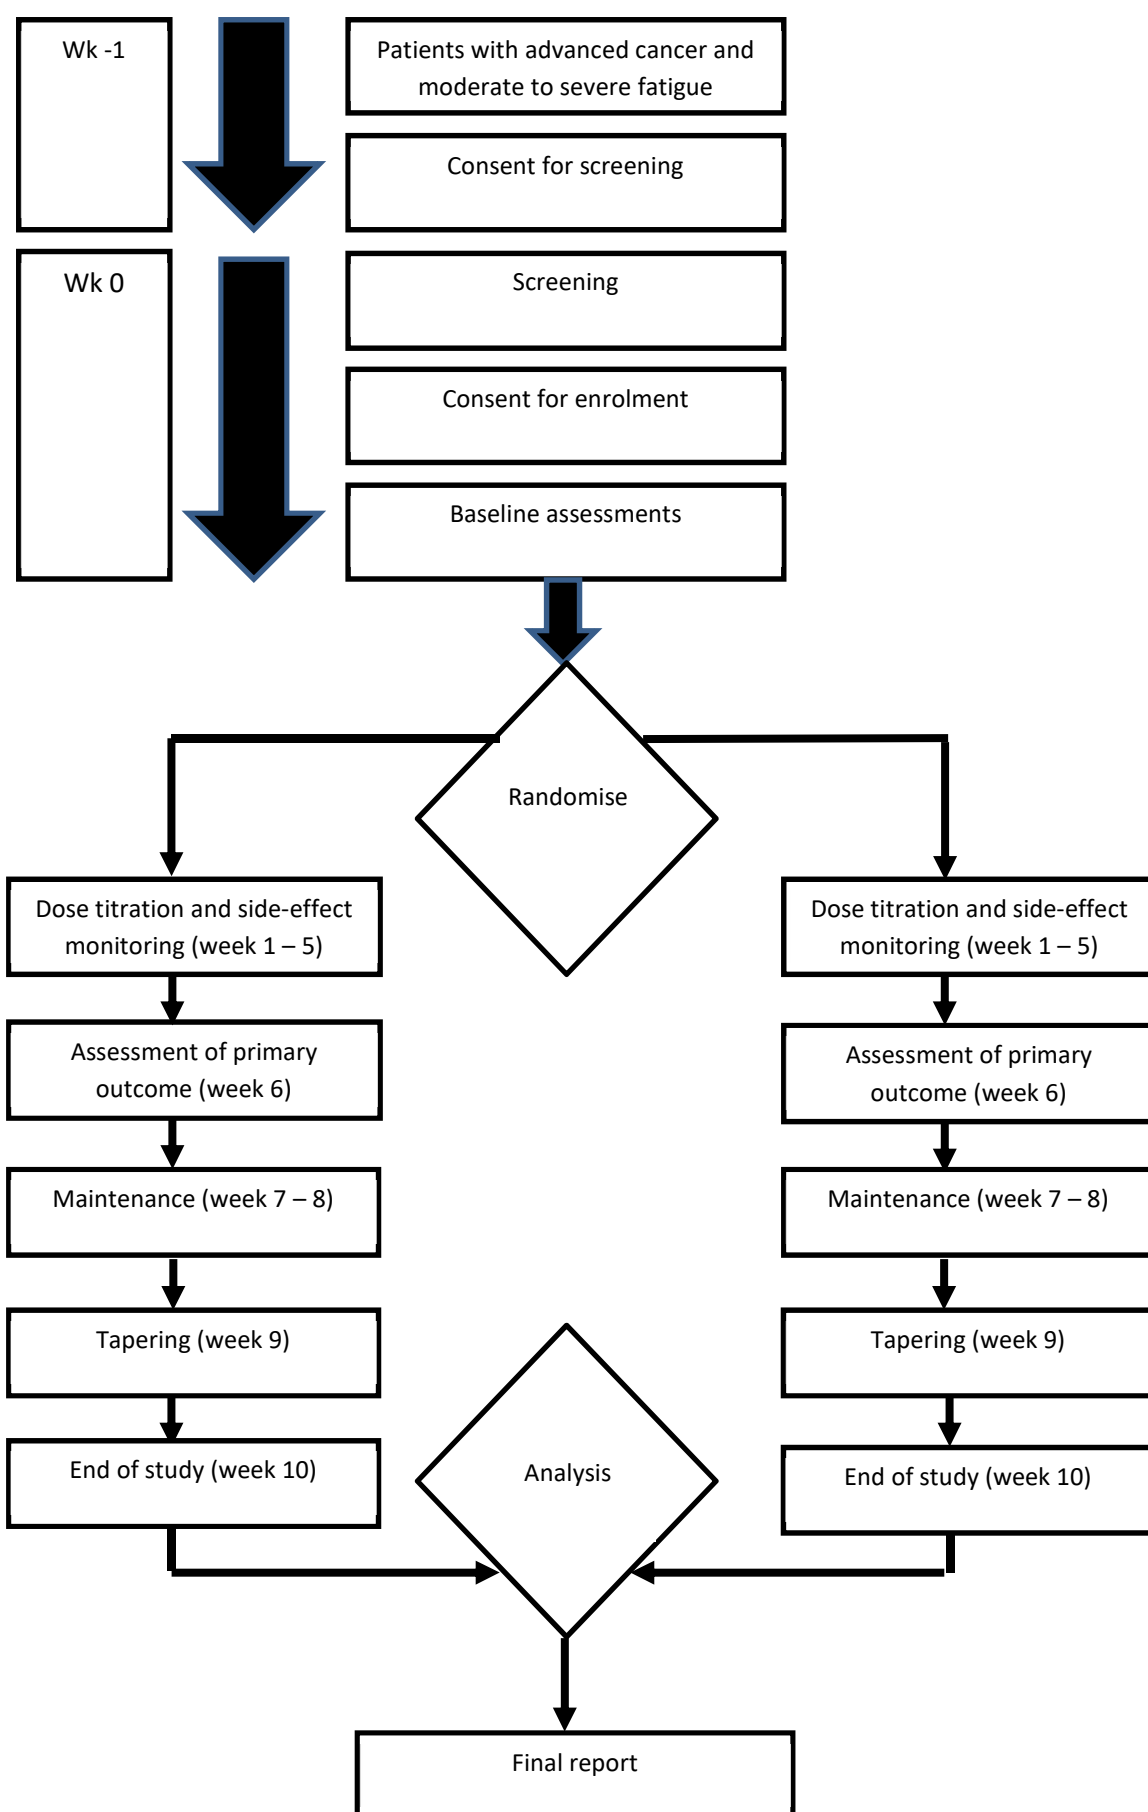 Wk -1
Patients with advanced cancer and
moderate to severe fatigue
Consent for screening
Wk 0
Screening
Consent for enrolment
Baseline assessments
Randomise
Dose titration and side-effect
monitoring (week 1 – 5)
Dose titration and side-effect
monitoring (week 1 – 5)
Assessment of primary
outcome (week 6)
Assessment of primary
outcome (week 6)
Maintenance (week 7 – 8)
Maintenance (week 7 – 8)
Tapering (week 9)
Tapering (week 9)
End of study (week 10)
Analysis
End of study (week 10)
Final report